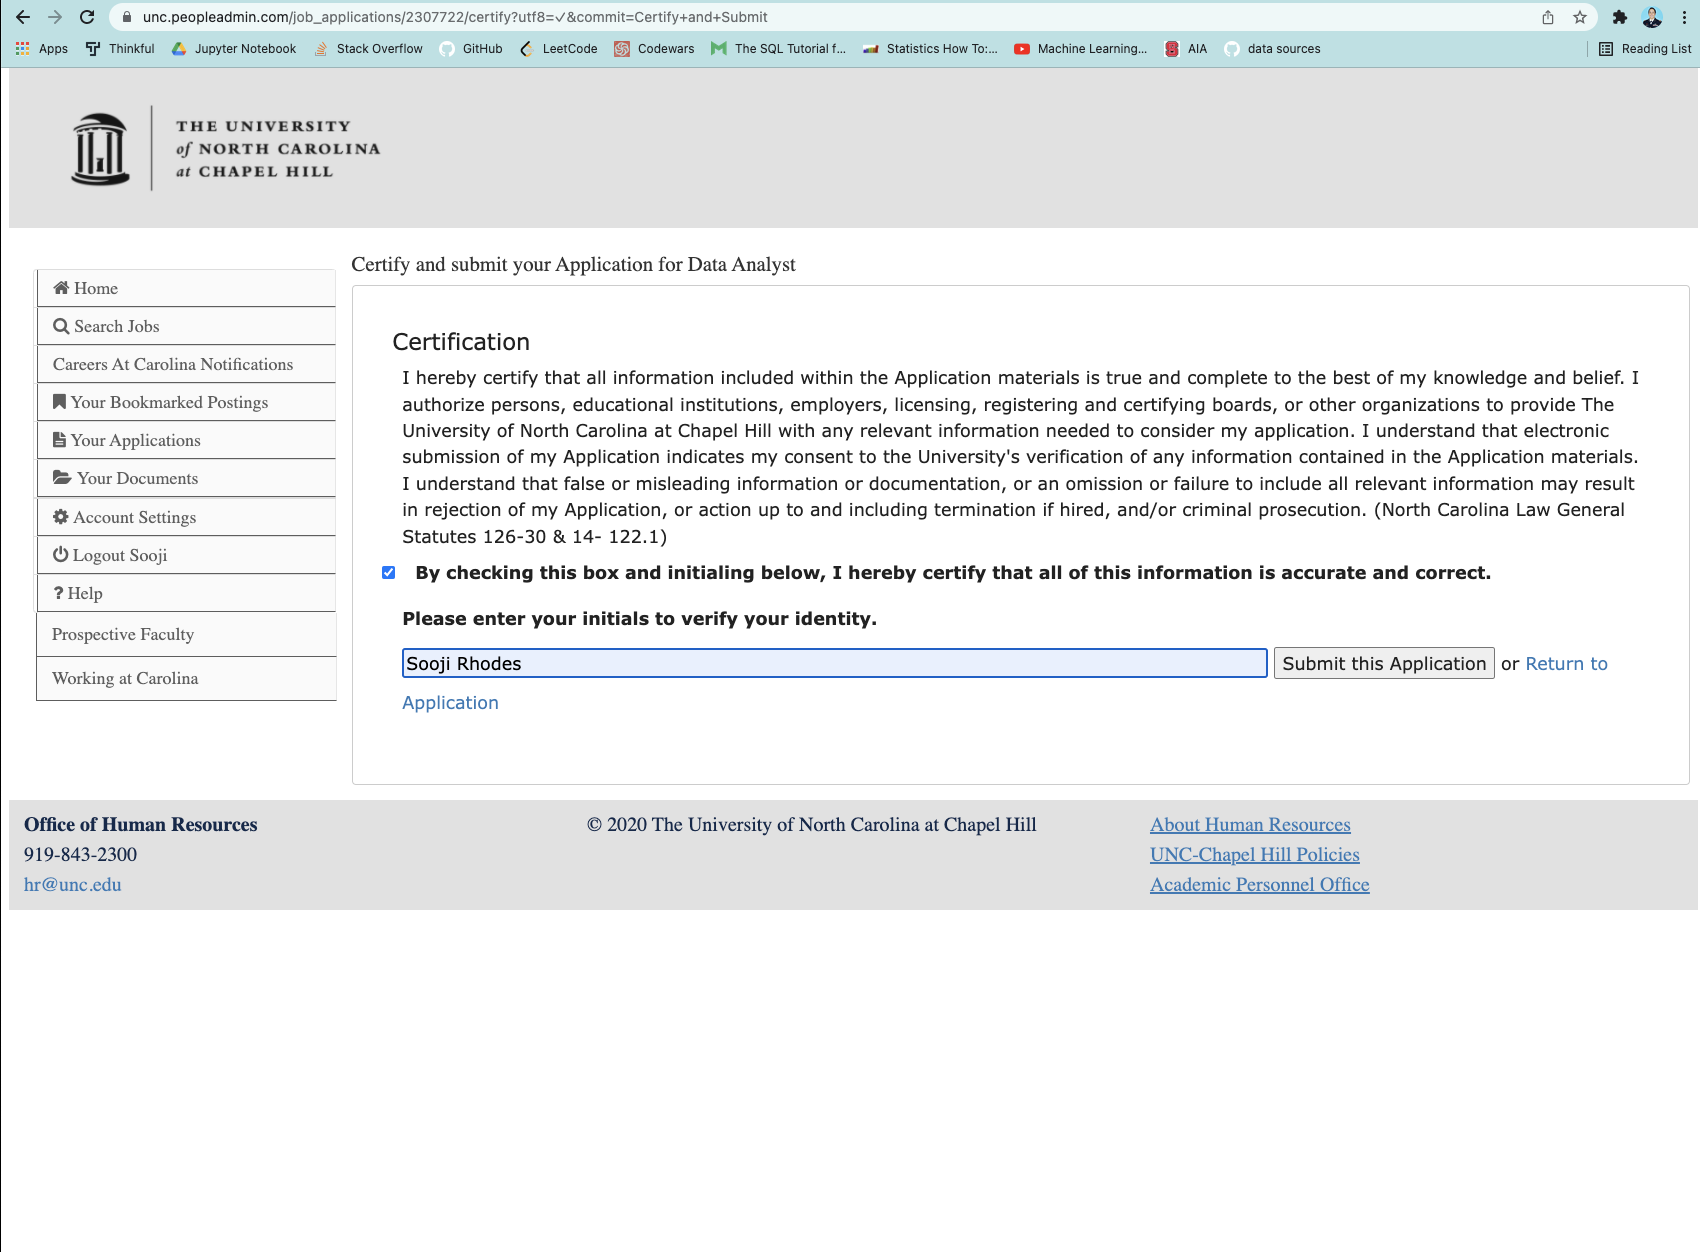 unc.peopleadmin.com/job_applications/2307722/certify?utf8=✓&commit=Certify+and+Submit
Apps Thinkful Jupyter Notebook Stack Overflow GitHub LeetCode Codewars The SQL Tutorial f... Statistics How To:... Machine Learning... AIA data sources Reading List
THE UNIVERSITY
of NORTH CAROLINA
at CHAPEL HILL
Home
Search Jobs
Careers At Carolina Notifications
Your Bookmarked Postings
Your Applications
Your Documents
Account Settings
Logout Sooji
? Help
Prospective Faculty
Working at Carolina
Certify and submit your Application for Data Analyst
Certification
I hereby certify that all information included within the Application materials is true and complete to the best of my knowledge and belief. I
authorize persons, educational institutions, employers, licensing, registering and certifying boards, or other organizations to provide The
University of North Carolina at Chapel Hill with any relevant information needed to consider my application. I understand that electronic
submission of my Application indicates my consent to the University's verification of any information contained in the Application materials.
I understand that false or misleading information or documentation, or an omission or failure to include all relevant information may result
in rejection of my Application, or action up to and including termination if hired, and/or criminal prosecution. (North Carolina Law General
Statutes 126-30 & 14- 122.1)
By checking this box and initialing below, I hereby certify that all of this information is accurate and correct.
Please enter your initials to verify your identity.
Sooji Rhodes Submit this Application or Return to
Application
Office of Human Resources
919-843-2300
hr@unc.edu
© 2020 The University of North Carolina at Chapel Hill
About Human Resources
UNC-Chapel Hill Policies
Academic Personnel Office